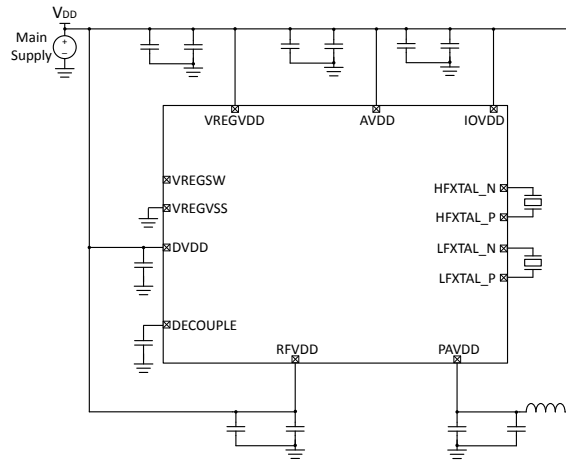 VDD
Main
Supply
VREGVDD
AVDD
IOVDD
VREGSW
HFXTAL_N
VREGVSS
HFXTAL_P
DVDD
LFXTAL_N
LFXTAL_P
DECOUPLE
RFVDD
PAVDD